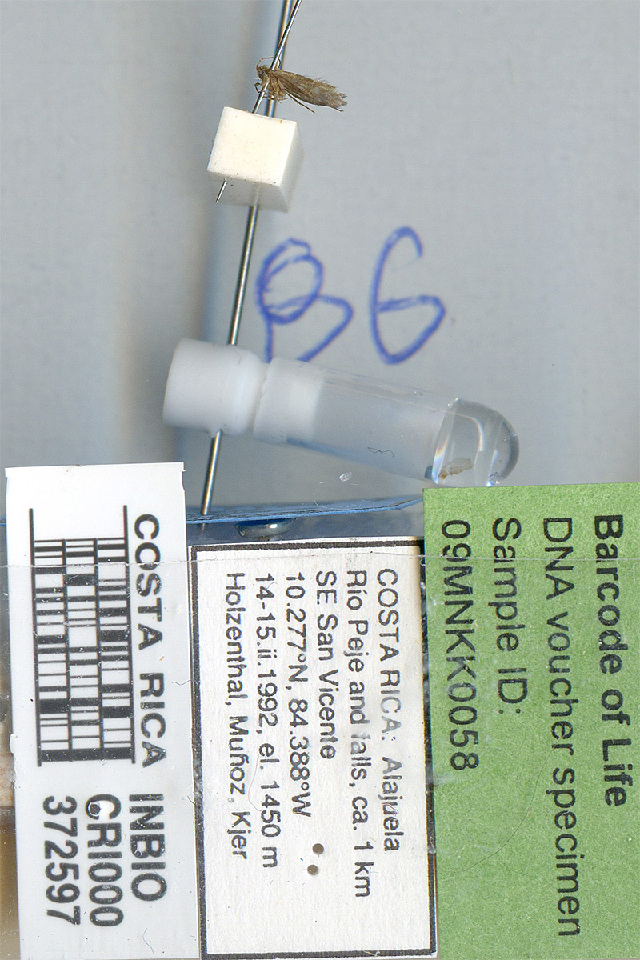 B6
COSTA RICA INBIO
CRI000
372597
COSTA RICA: Alajuela
Río Peje and falls, ca. 1 km
SE San Vicente
10.277°N, 84.388°W
14-15.ii.1992, el. 1450 m
Holzenthal, Muñoz, Kjer
Barcode of Life
DNA voucher specimen
Sample ID:
09MNKK0058